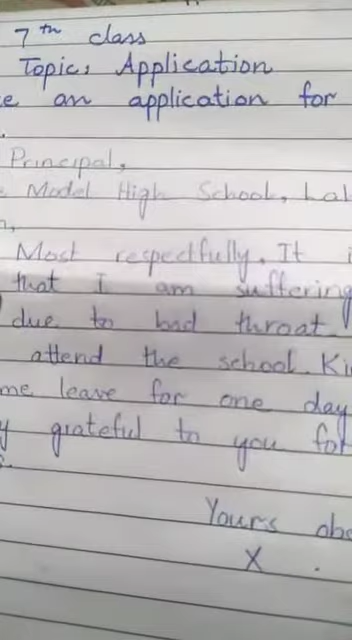 7th class
Topic: Application
e an application for
Principal,
Model High School, Lah
Most respectfully. It i
that I am suffering
due to bad throat.
attend the school. Ki
me leave for one day
y grateful to you for
Yours obe
X .